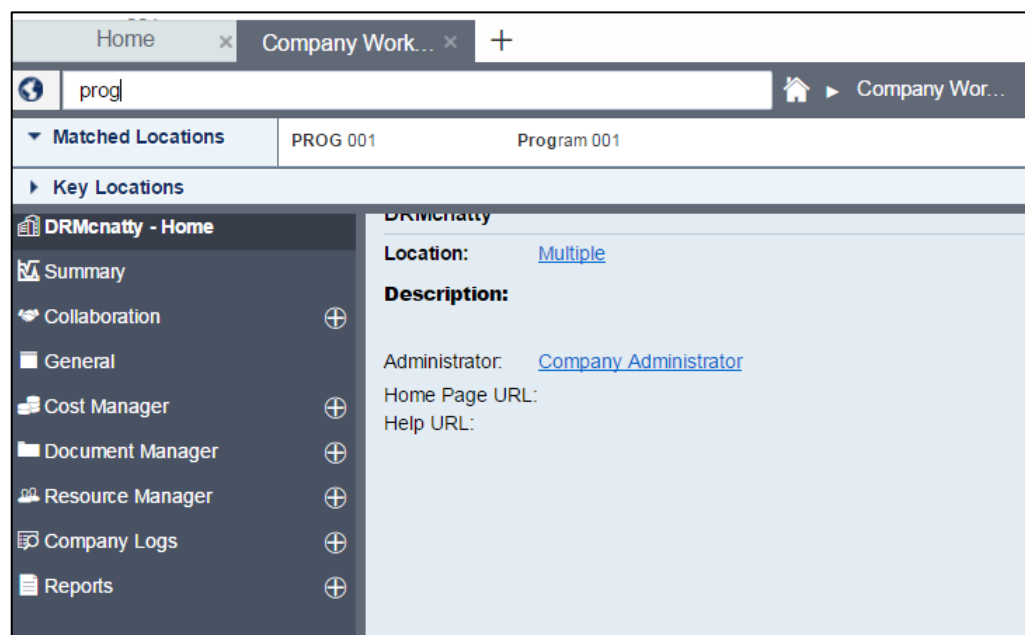 Home × Company Work... × +
prog Company Wor...
Matched Locations PROG 001 Program 001
Key Locations
DRMcnatty - Home
DRMcnatty
Location: Multiple
Summary
Description:
Collaboration
General
Administrator: Company Administrator
Home Page URL:
Cost Manager
Help URL:
Document Manager
Resource Manager
Company Logs
Reports